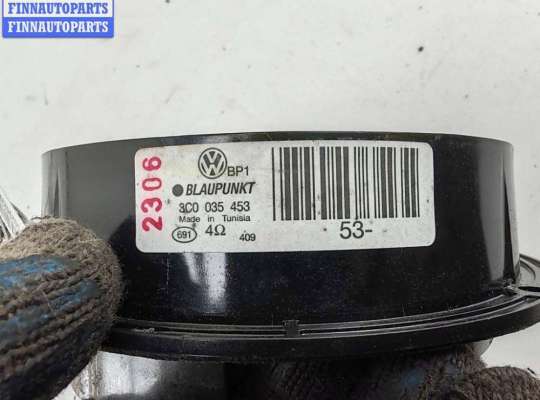 FINNAUTOPARTS
FINNAUTOPARTS
2306
VW BP1
BLAUPUNKT
3C0 035 453
Made in Tunisia
691 4Ω 409
53-